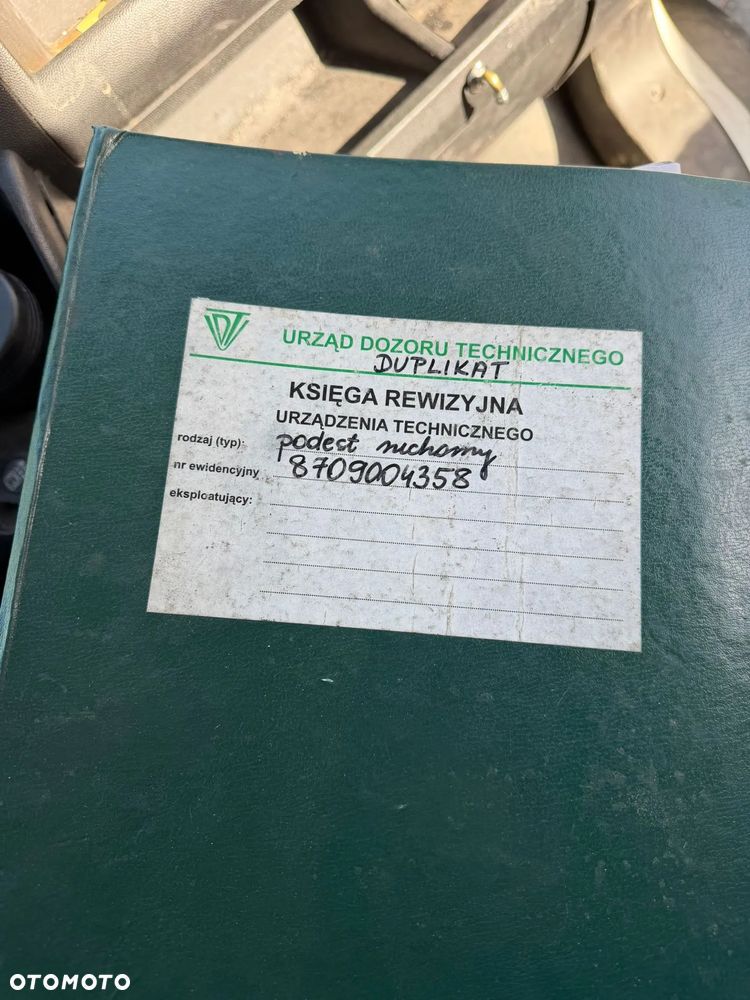 UDT
URZĄD DOZORU TECHNICZNEGO
DUPLIKAT
KSIĘGA REWIZYJNA
URZĄDZENIA TECHNICZNEGO
rodzaj (typ): podest ruchomy
nr ewidencyjny 8709004358
eksploatujący:
OTOMOTO